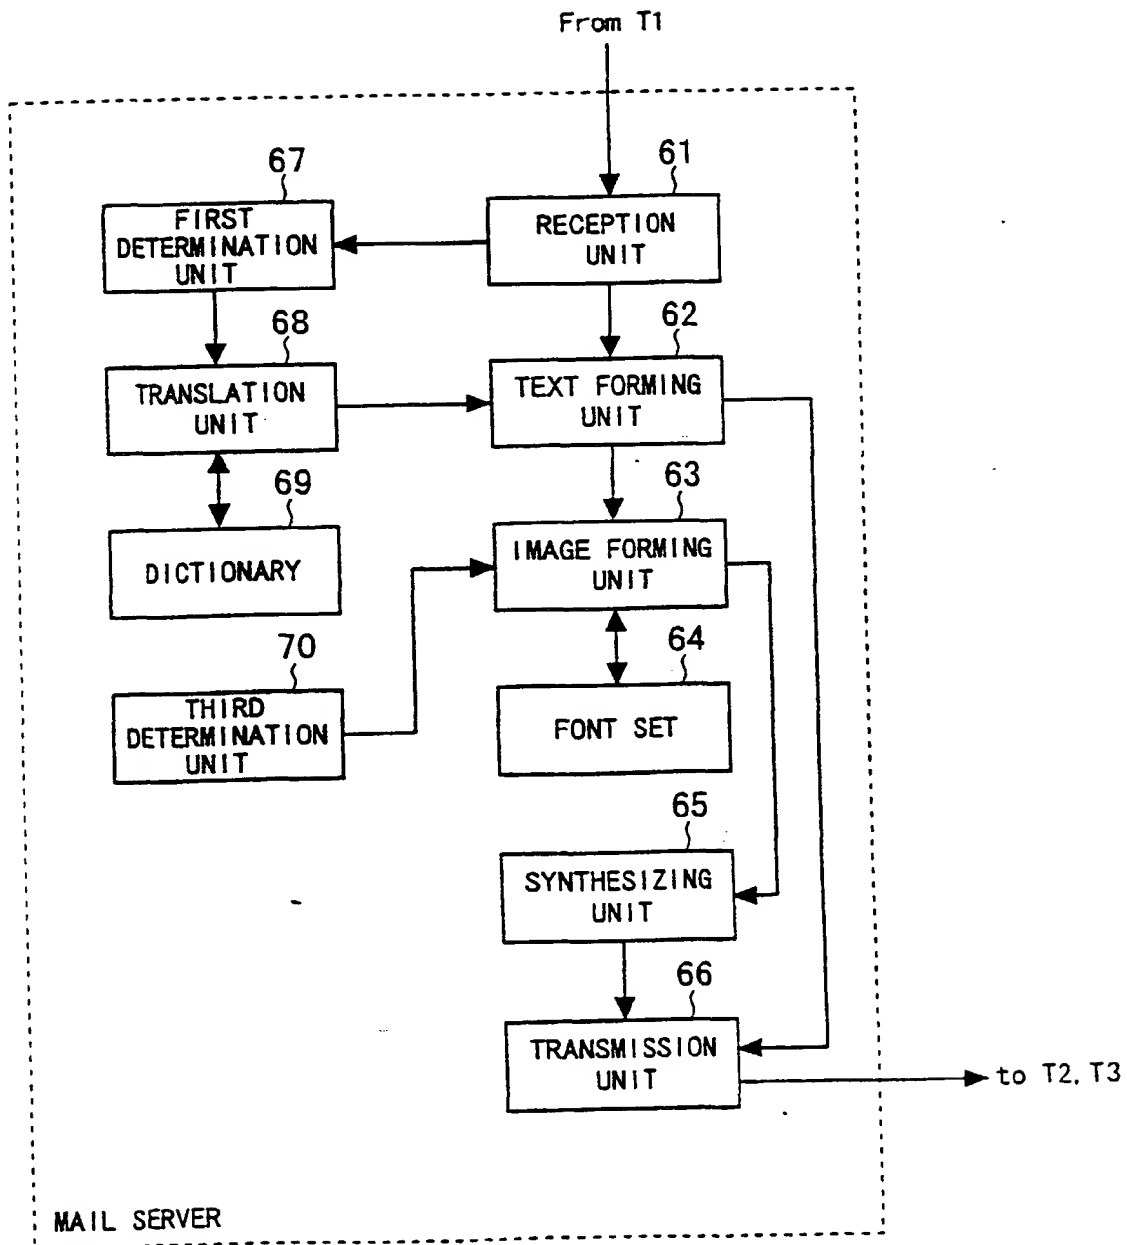 From T1
67
61
FIRST
DETERMINATION
UNIT
RECEPTION
UNIT
68
62
TRANSLATION
UNIT
TEXT FORMING
UNIT
69
63
DICTIONARY
IMAGE FORMING
UNIT
70
64
THIRD
DETERMINATION
UNIT
FONT SET
65
SYNTHESIZING
UNIT
66
TRANSMISSION
UNIT
to T2, T3
MAIL SERVER